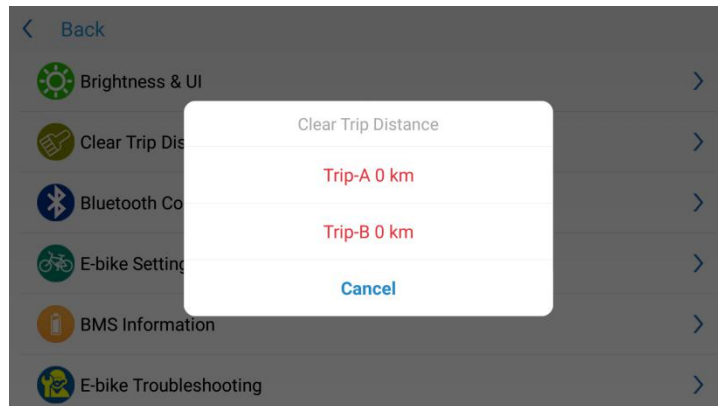 Back
Brightness & UI
Clear Trip Dis
Bluetooth Co
E-bike Setting
BMS Information
E-bike Troubleshooting
Clear Trip Distance
Trip-A 0 km
Trip-B 0 km
Cancel